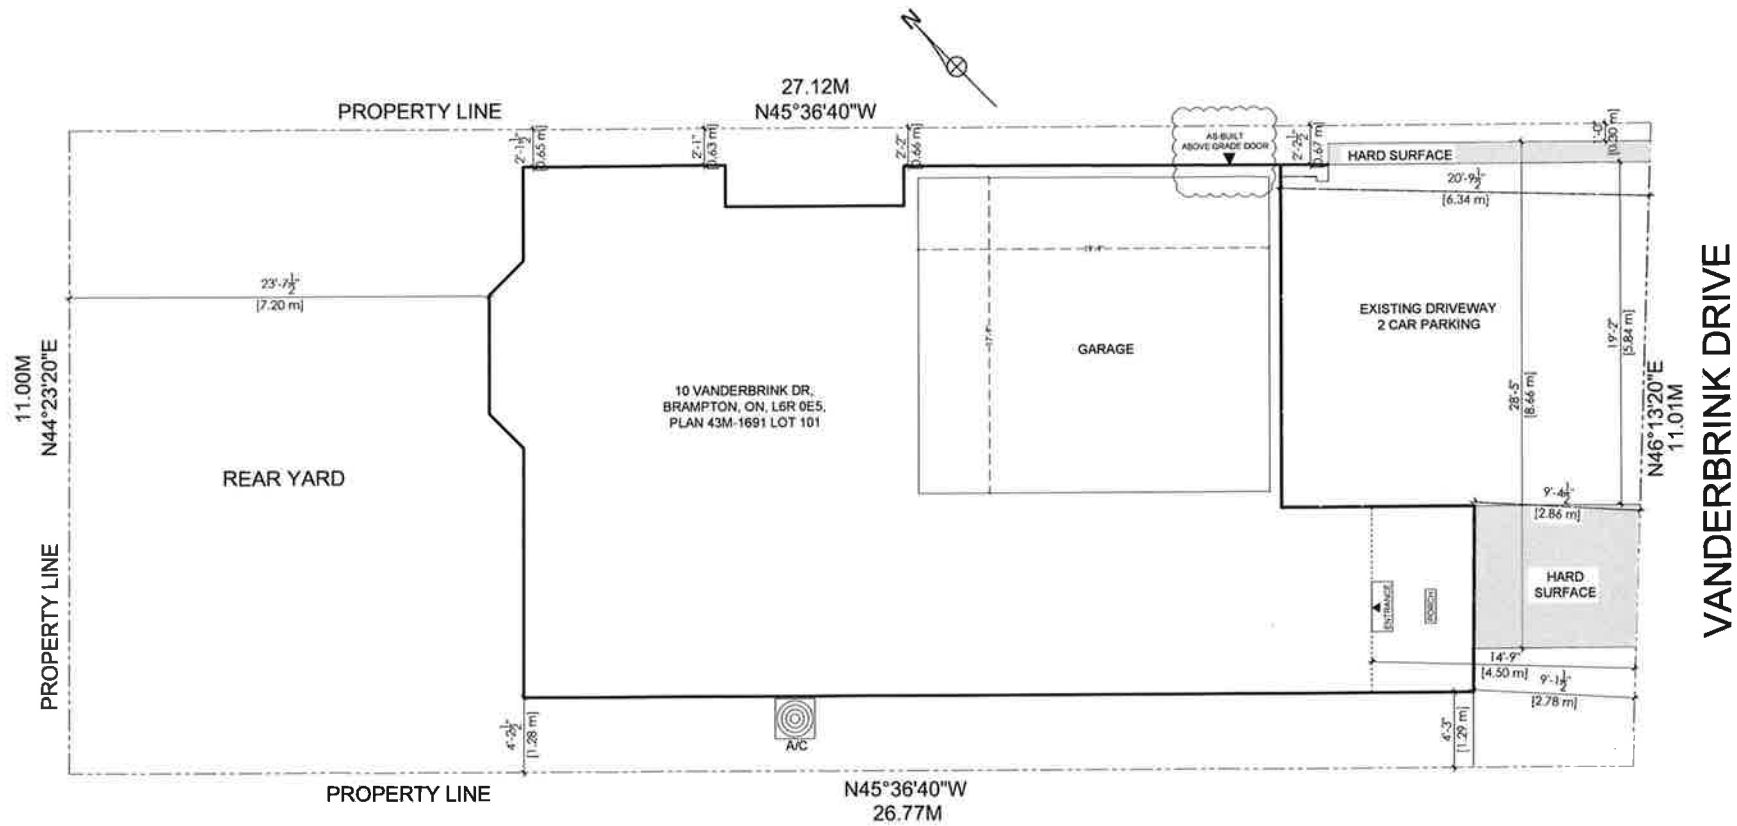 N
27.12M
N45°36'40"W
PROPERTY LINE
2'-1½"
[0.65 m]
2'-1"
[0.63 m]
2'-2"
[0.66 m]
AS-BUILT
ABOVE GRADE DOOR
2'-2½"
[0.67 m]
1'-0"
[0.30 m]
HARD SURFACE
20'-9½"
[6.34 m]
23'-7½"
[7.20 m]
11.00M
N44°23'20"E
19'-4"
17'-9"
GARAGE
EXISTING DRIVEWAY
2 CAR PARKING
19'-2"
[5.84 m]
28'-5"
[8.66 m]
N46°13'20"E
11.01M
VANDERBRINK DRIVE
10 VANDERBRINK DR,
BRAMPTON, ON, L6R 0E5,
PLAN 43M-1691 LOT 101
REAR YARD
9'-4½"
[2.86 m]
HARD
SURFACE
ENTRANCE
PORCH
14'-9"
[4.50 m]
9'-1½"
[2.78 m]
PROPERTY LINE
4'-2½"
[1.28 m]
A/C
4'-3"
[1.29 m]
PROPERTY LINE
N45°36'40"W
26.77M